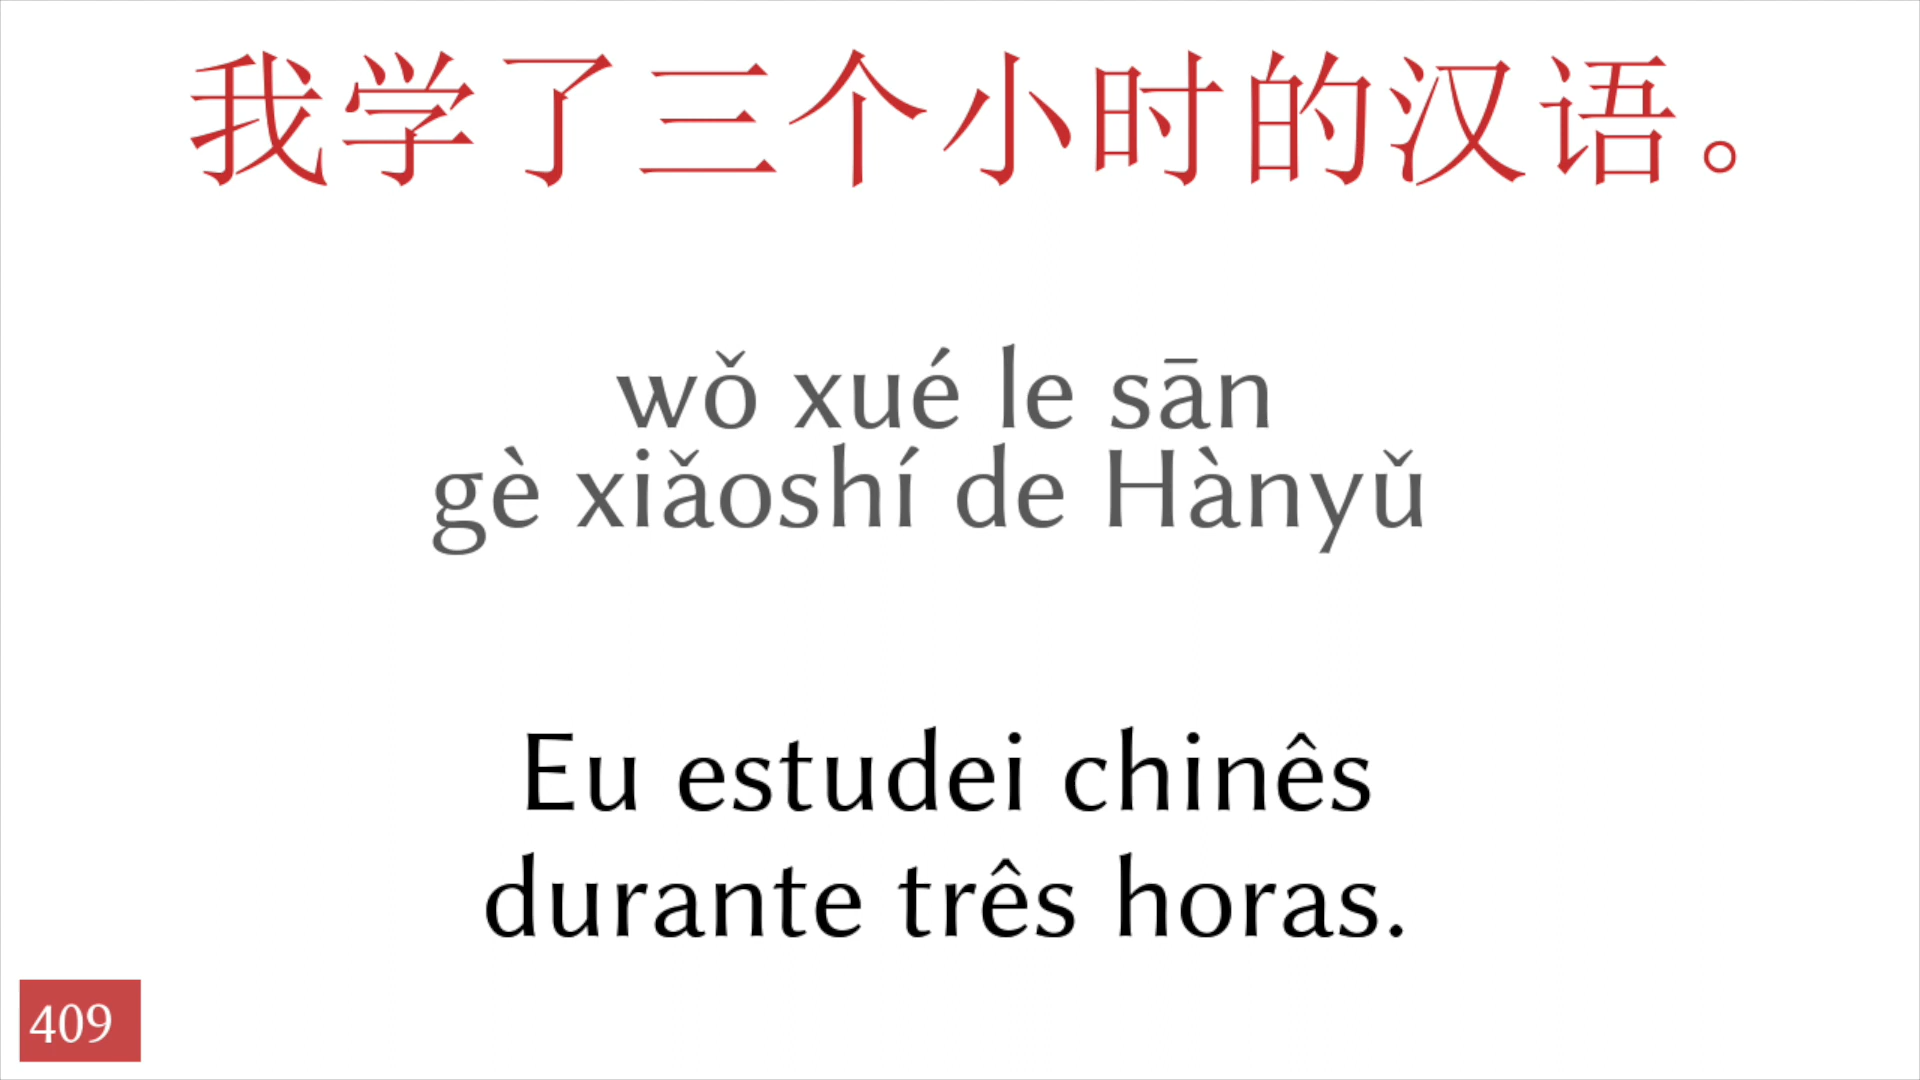 我学了三个小时的汉语。
wǒ xué le sān
gè xiǎoshí de Hànyǔ
Eu estudei chinês
durante três horas.
409